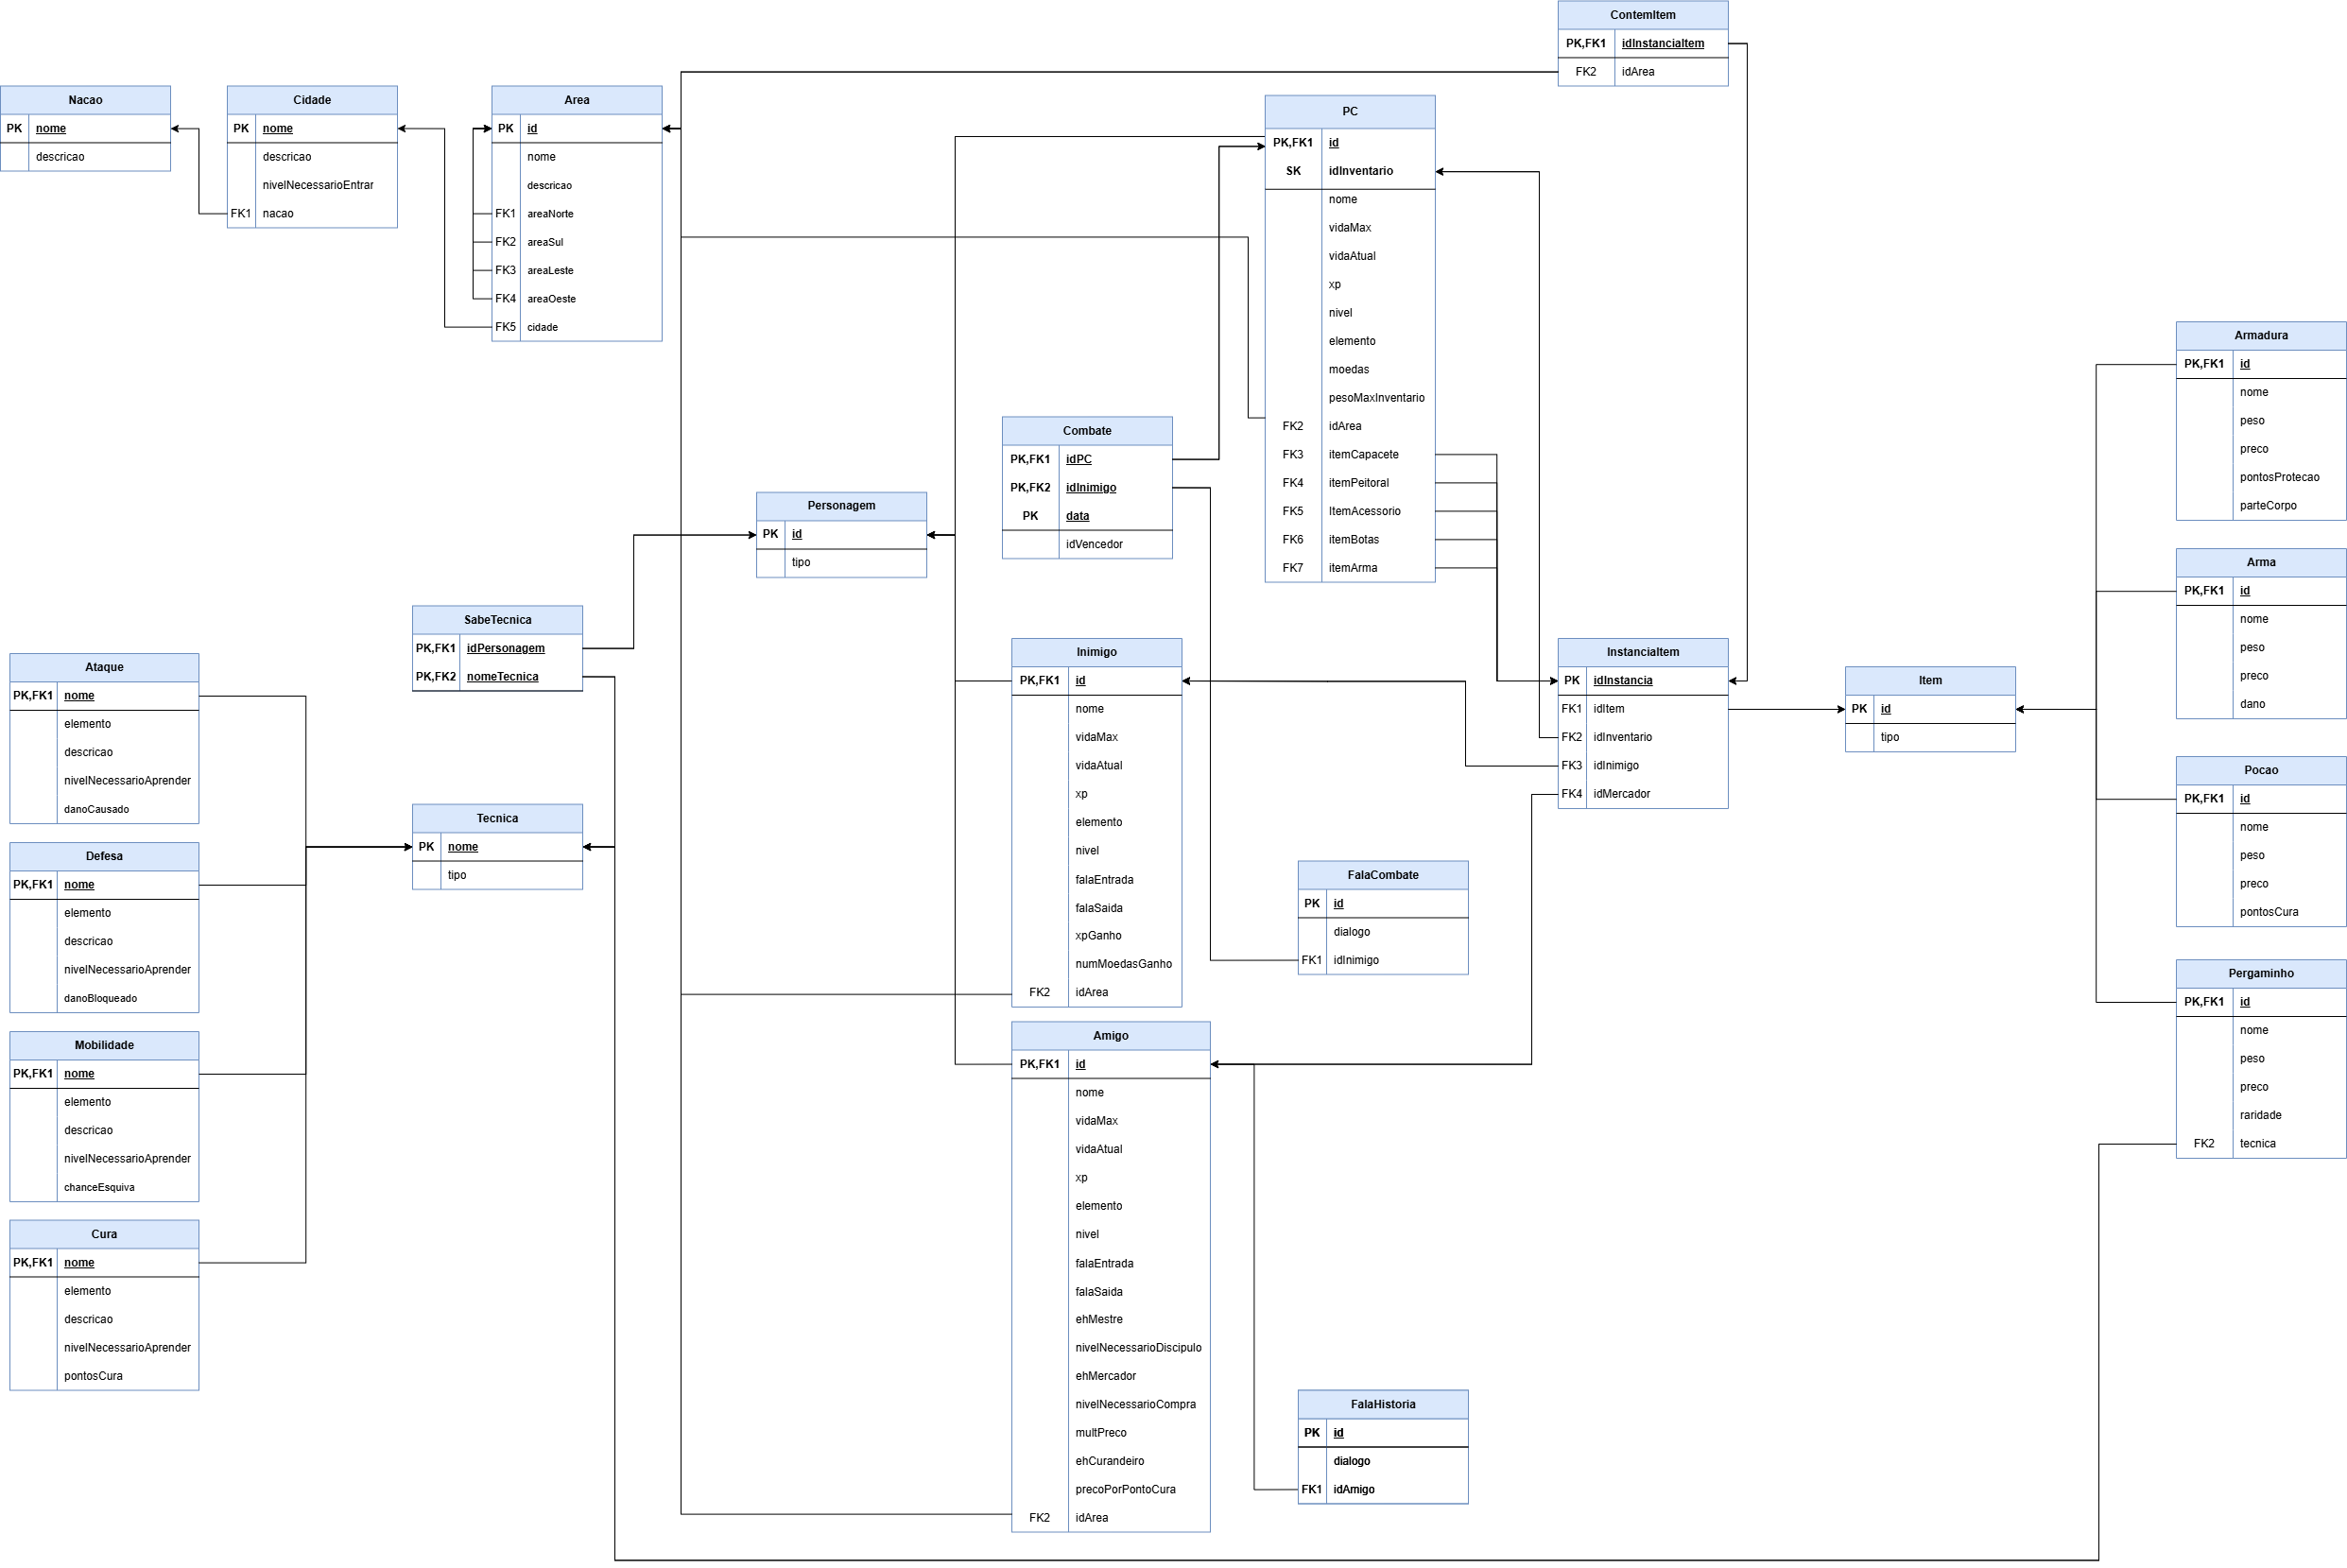 ContemItem
PK,FK1 idInstanciaItem
FK2 idArea
Nacao
PK nome
descricao
Cidade
PK nome
descricao
nivelNecessarioEntrar
FK1 nacao
Area
PK id
nome
descricao
FK1 areaNorte
FK2 areaSul
FK3 areaLeste
FK4 areaOeste
FK5 cidade
PC
PK,FK1 id
SK idInventario
nome
vidaMax
vidaAtual
xp
nivel
elemento
moedas
pesoMaxInventario
FK2 idArea
FK3 itemCapacete
FK4 itemPeitoral
FK5 ItemAcessorio
FK6 itemBotas
FK7 itemArma
Combate
PK,FK1 idPC
PK,FK2 idInimigo
PK data
idVencedor
Personagem
PK id
tipo
SabeTecnica
PK,FK1 idPersonagem
PK,FK2 nomeTecnica
Tecnica
PK nome
tipo
Ataque
PK,FK1 nome
elemento
descricao
nivelNecessarioAprender
danoCausado
Defesa
PK,FK1 nome
elemento
descricao
nivelNecessarioAprender
danoBloqueado
Mobilidade
PK,FK1 nome
elemento
descricao
nivelNecessarioAprender
chanceEsquiva
Cura
PK,FK1 nome
elemento
descricao
nivelNecessarioAprender
pontosCura
Inimigo
PK,FK1 id
nome
vidaMax
vidaAtual
xp
elemento
nivel
falaEntrada
falaSaida
xpGanho
numMoedasGanho
FK2 idArea
Amigo
PK,FK1 id
nome
vidaMax
vidaAtual
xp
elemento
nivel
falaEntrada
falaSaida
ehMestre
nivelNecessarioDiscipulo
ehMercador
nivelNecessarioCompra
multPreco
ehCurandeiro
precoPorPontoCura
FK2 idArea
FalaCombate
PK id
dialogo
FK1 idInimigo
FalaHistoria
PK id
dialogo
FK1 idAmigo
InstanciaItem
PK idInstancia
FK1 idItem
FK2 idInventario
FK3 idInimigo
FK4 idMercador
Item
PK id
tipo
Armadura
PK,FK1 id
nome
peso
preco
pontosProtecao
parteCorpo
Arma
PK,FK1 id
nome
peso
preco
dano
Pocao
PK,FK1 id
nome
peso
preco
pontosCura
Pergaminho
PK,FK1 id
nome
peso
preco
raridade
FK2 tecnica